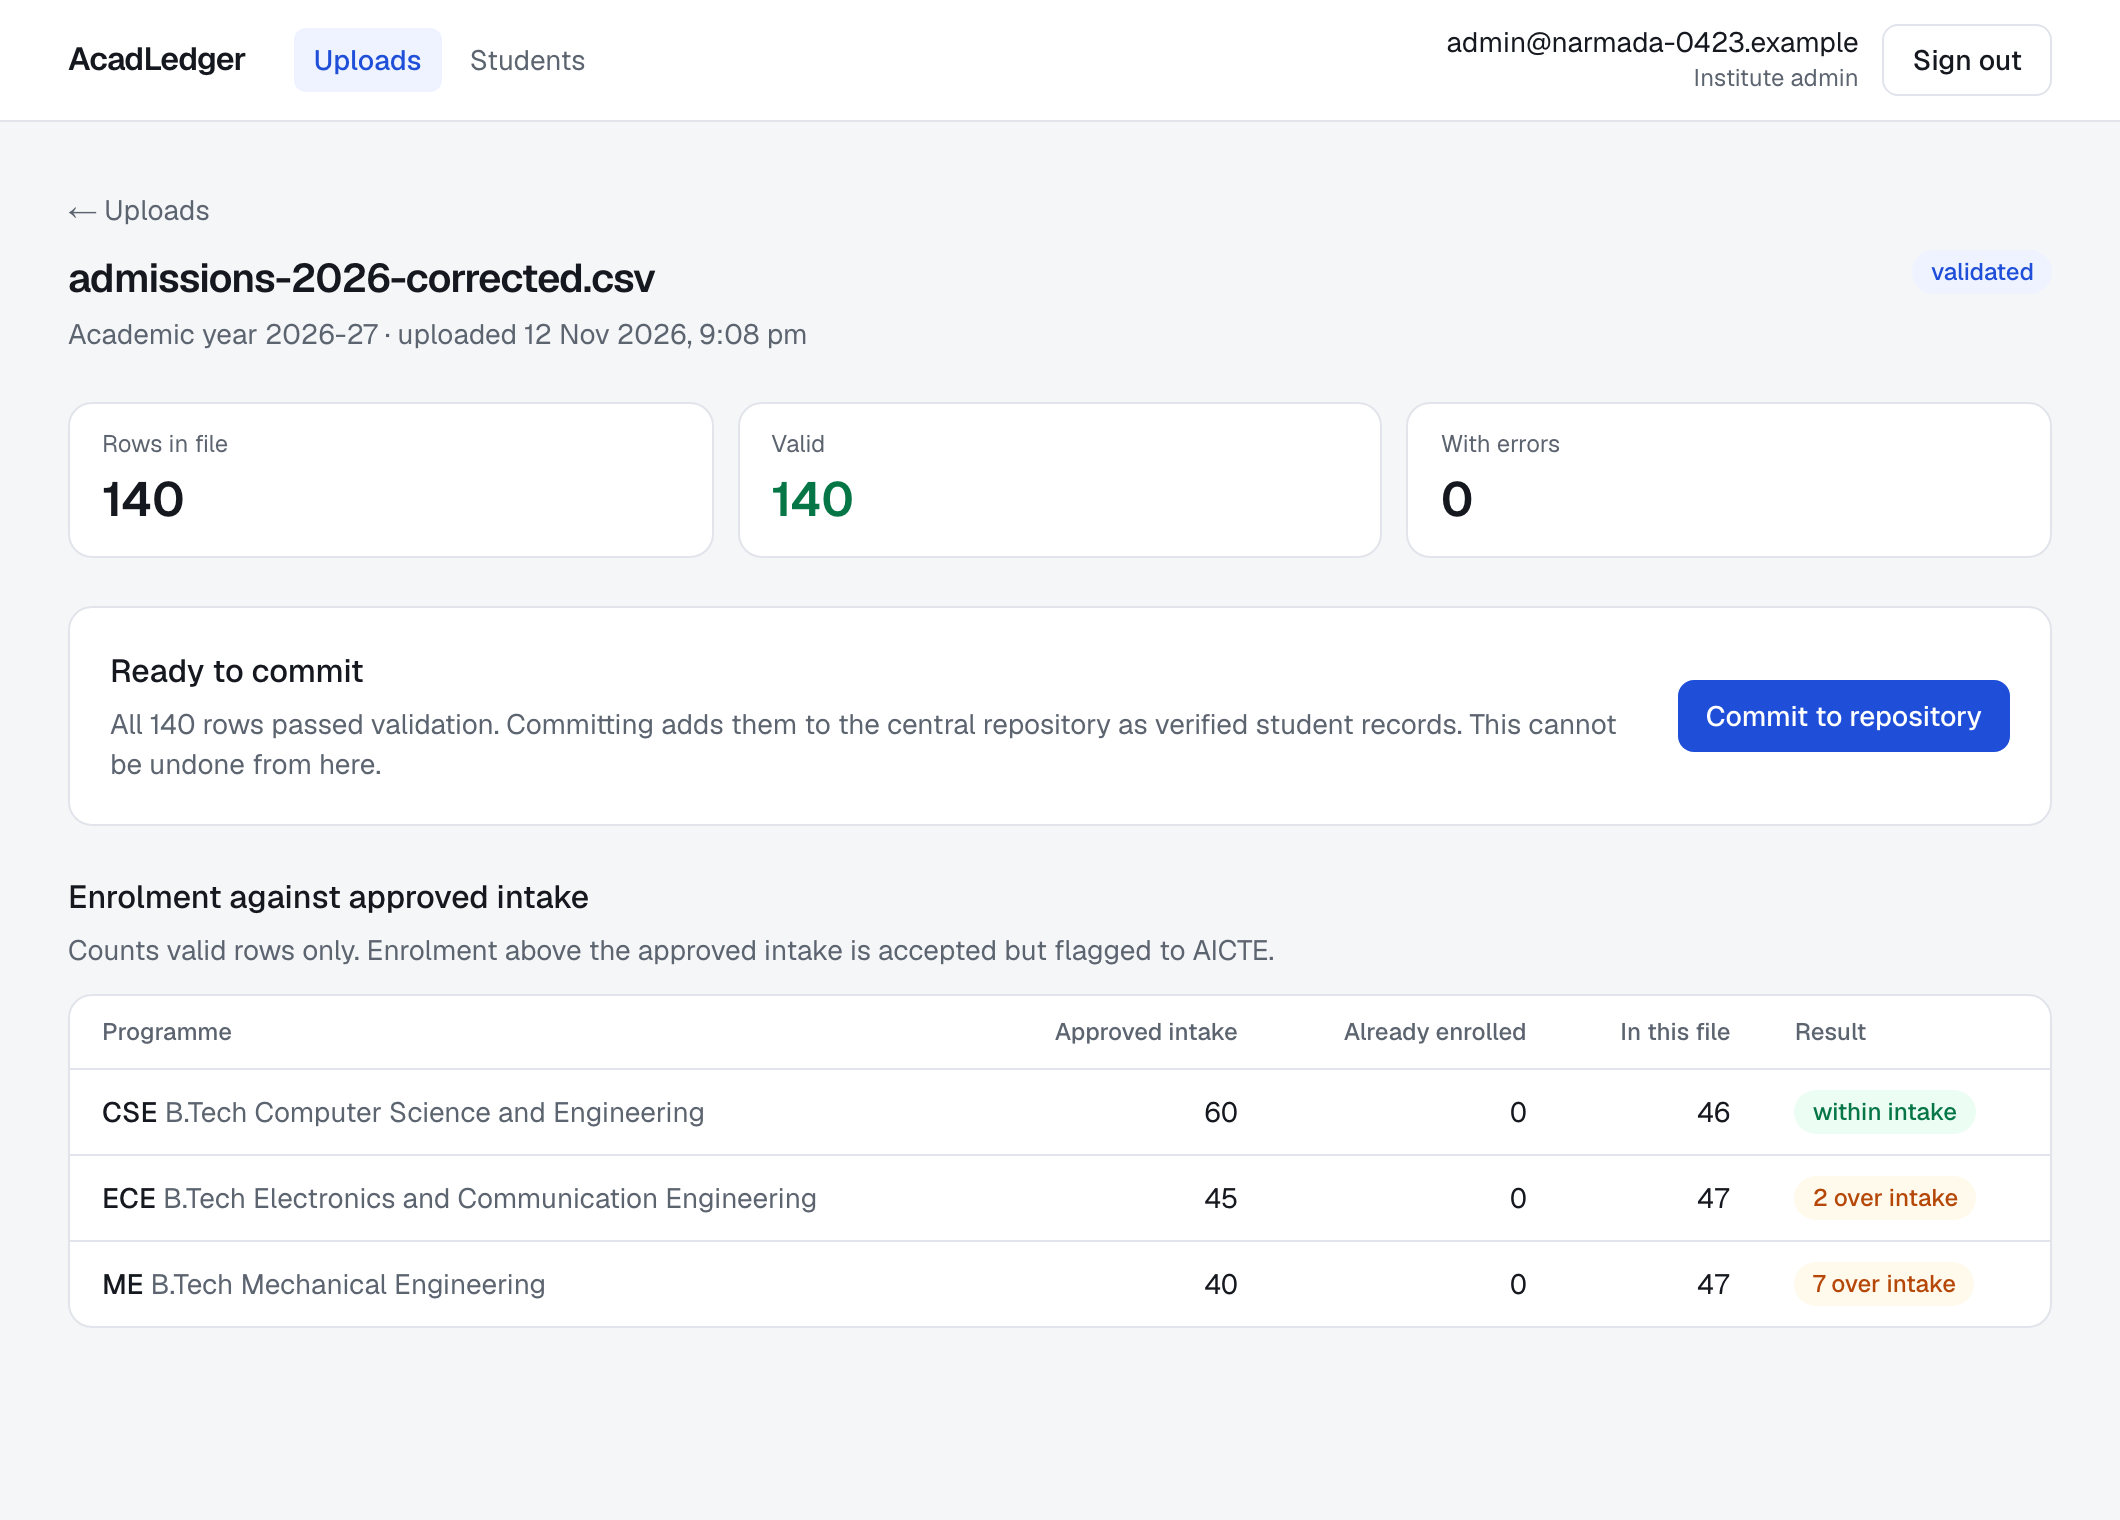 AcadLedger
Uploads
Students
admin@narmada-0423.example
Institute admin
Sign out
← Uploads
admissions-2026-corrected.csv
validated
Academic year 2026-27 · uploaded 12 Nov 2026, 9:08 pm
Rows in file
140
Valid
140
With errors
0
Ready to commit
All 140 rows passed validation. Committing adds them to the central repository as verified student records. This cannot
be undone from here.
Commit to repository
Enrolment against approved intake
Counts valid rows only. Enrolment above the approved intake is accepted but flagged to AICTE.
Programme Approved intake Already enrolled In this file Result
CSE B.Tech Computer Science and Engineering 60 0 46 within intake
ECE B.Tech Electronics and Communication Engineering 45 0 47 2 over intake
ME B.Tech Mechanical Engineering 40 0 47 7 over intake